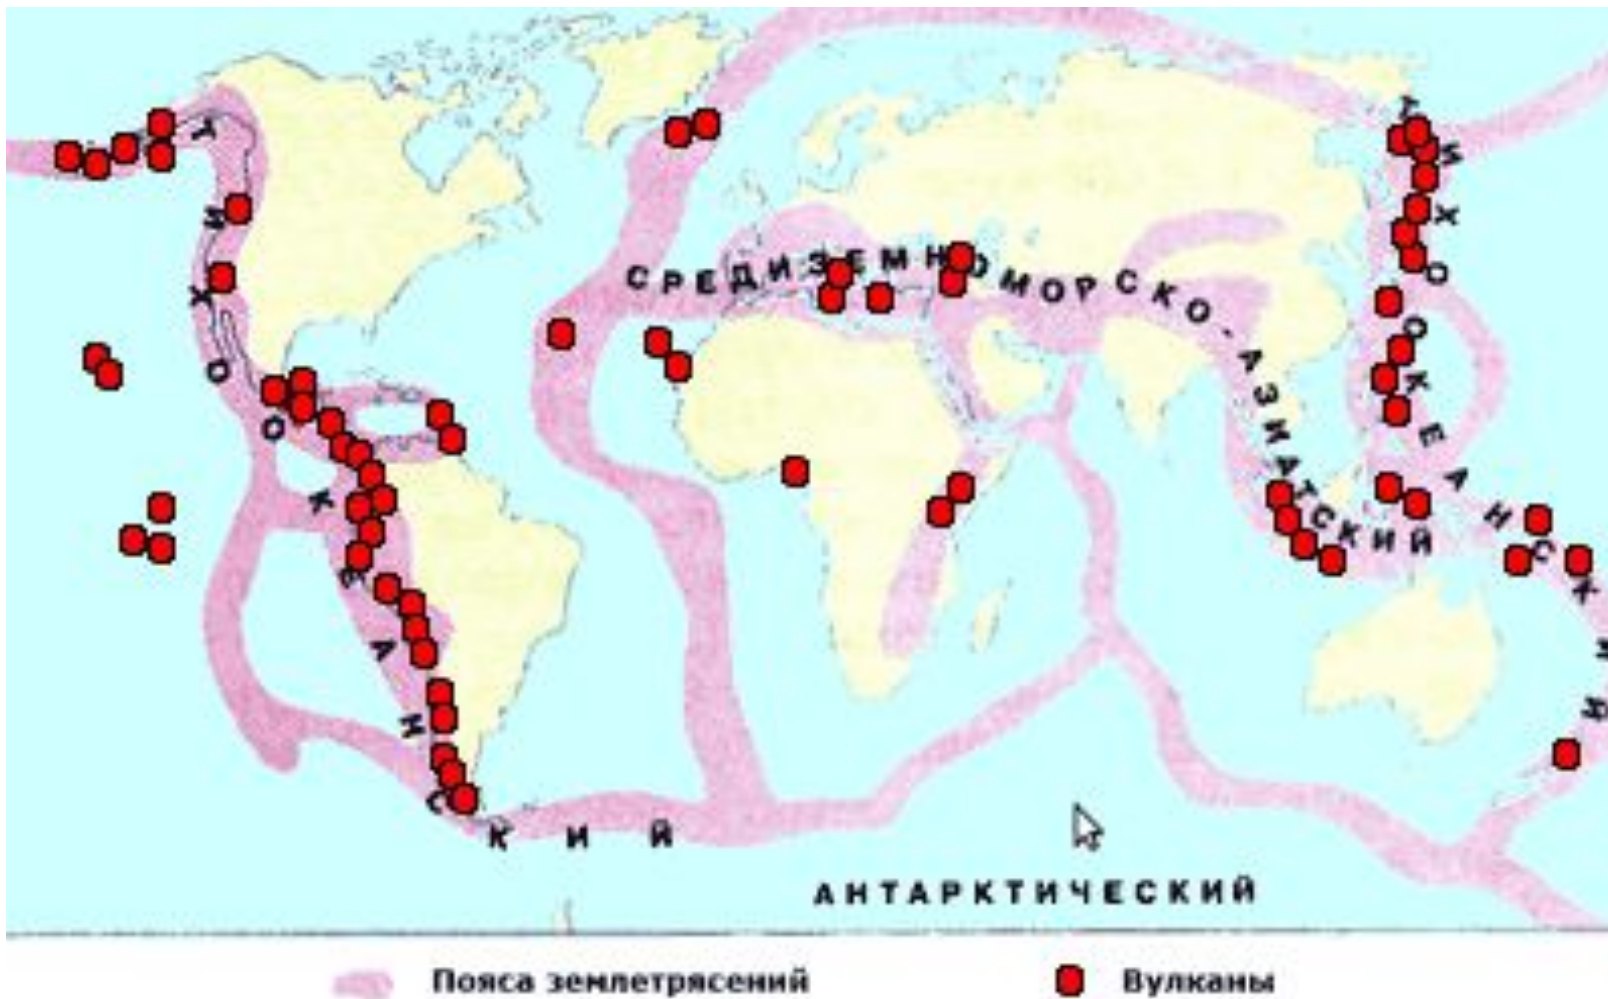 ТИХООКЕАНСКИЙ
СРЕДИЗЕМНОМОРСКО-АЗИАТСКИЙ
ТИХООКЕАНСКИЙ
АНТАРКТИЧЕСКИЙ
Пояса землетрясений
Вулканы